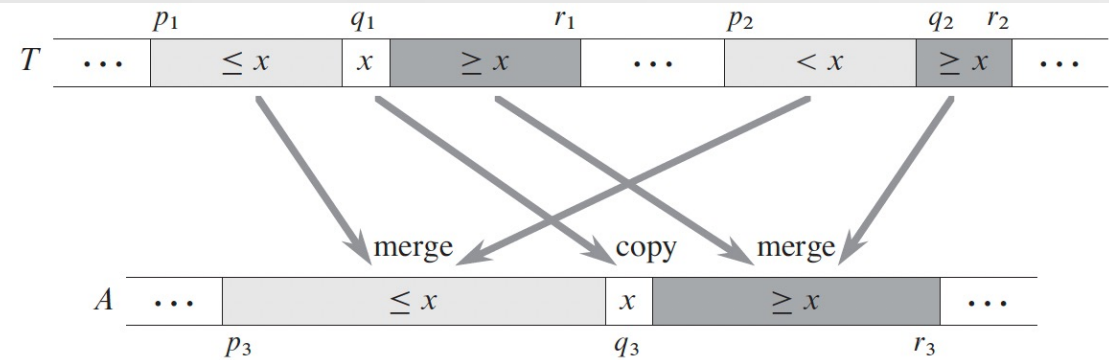 p₁ q₁ r₁ p₂ q₂ r₂
T ··· ≤ x x ≥ x ··· < x ≥ x ···
merge copy merge
A ··· ≤ x x ≥ x ···
p₃ q₃ r₃